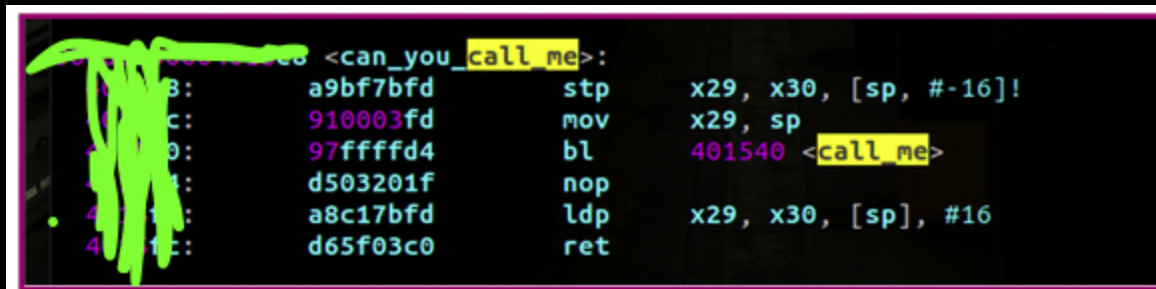 <can_you_call_me>:
a9bf7bfd stp x29, x30, [sp, #-16]!
910003fd mov x29, sp
97ffffd4 bl 401540 <call_me>
d503201f nop
a8c17bfd ldp x29, x30, [sp], #16
d65f03c0 ret